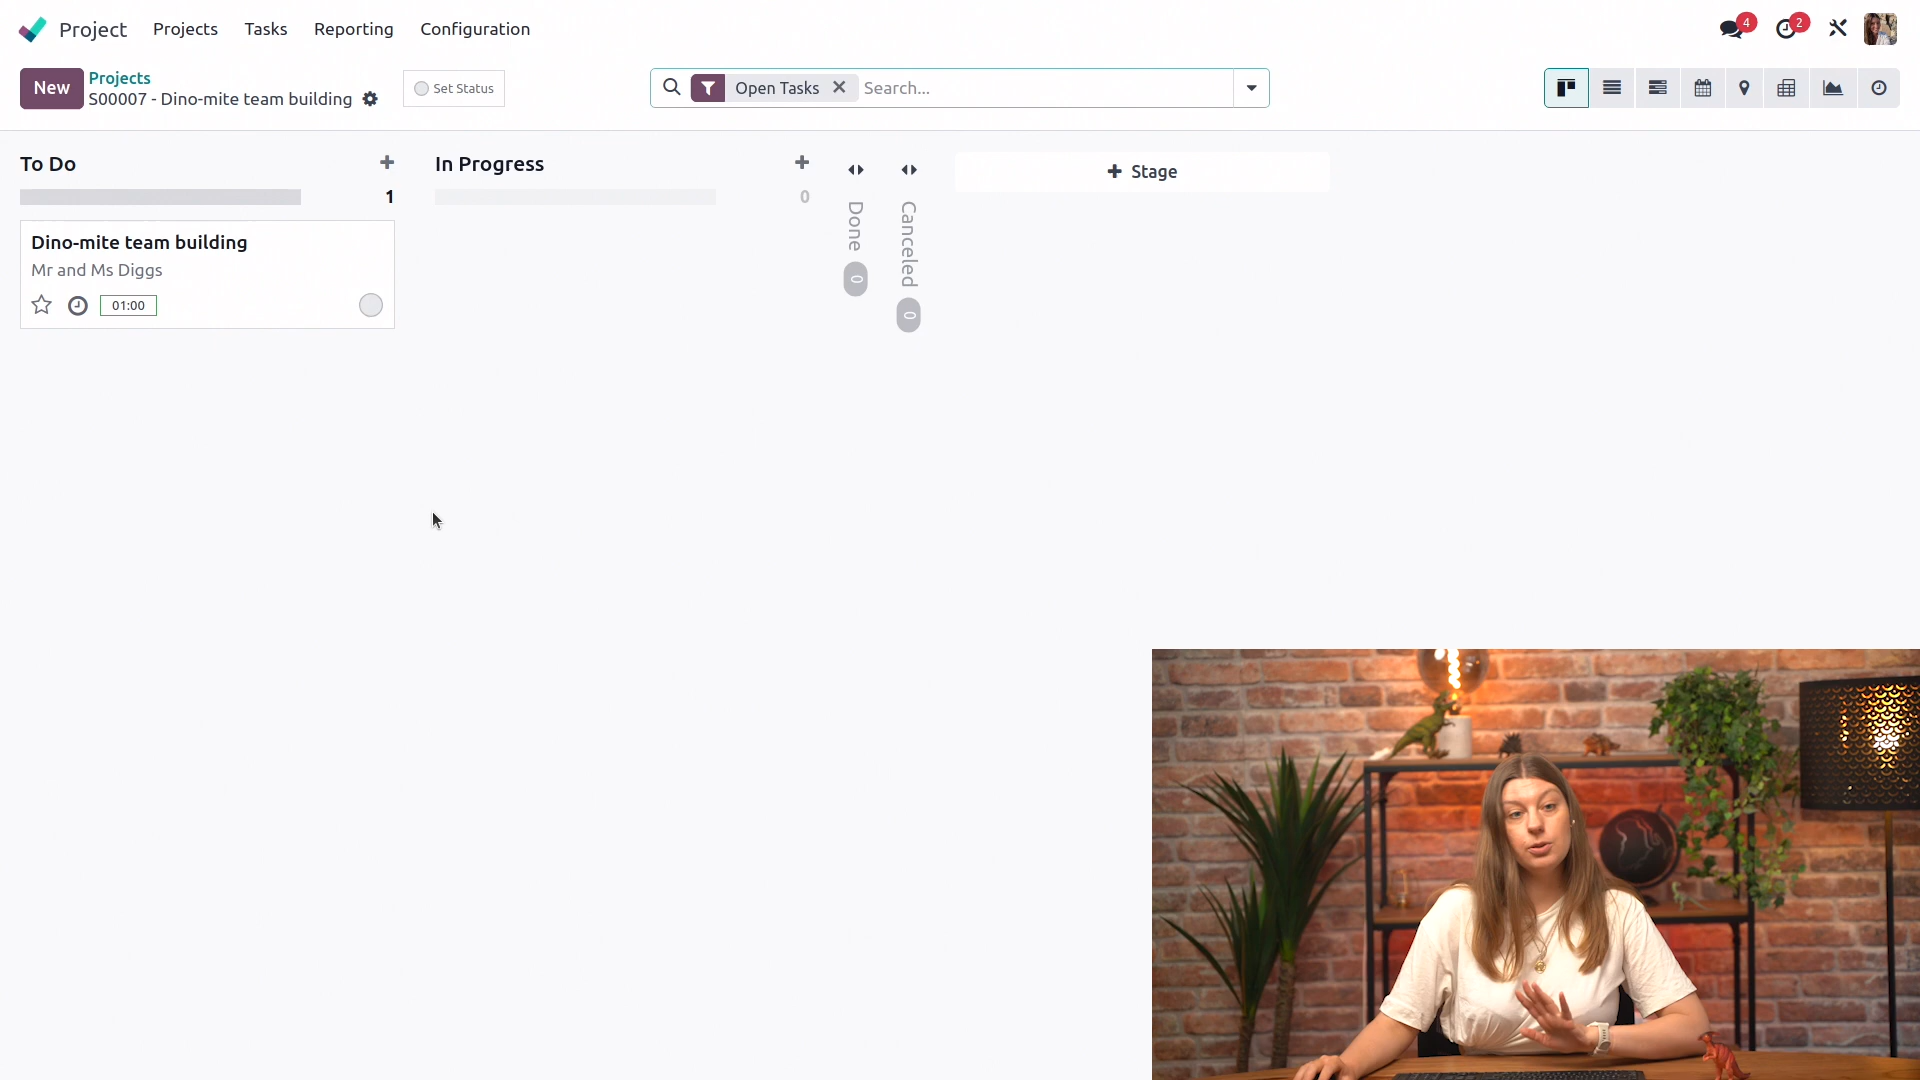 Project
Projects
Tasks
Reporting
Configuration
4
2
New
Projects
S00007 - Dino-mite team building
Set Status
Open Tasks
Search...
To Do
1
In Progress
0
Done
0
Canceled
0
Stage
Dino-mite team building
Mr and Ms Diggs
01:00